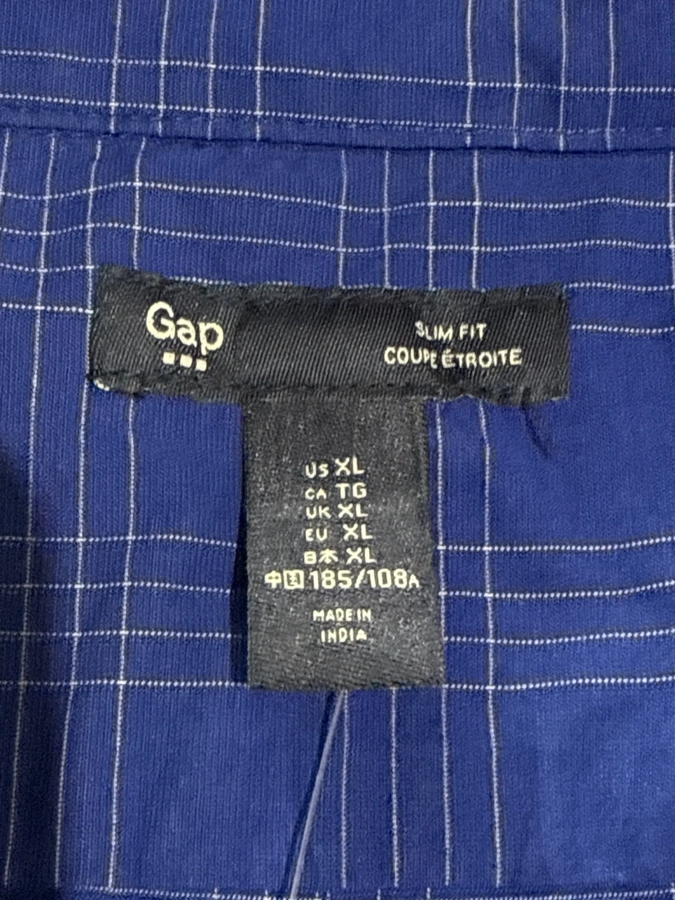 Gap
SLIM FIT
COUPE ÉTROITE
US XL
CA TG
UK XL
EU XL
日本 XL
中国 185/108A
MADE IN
INDIA